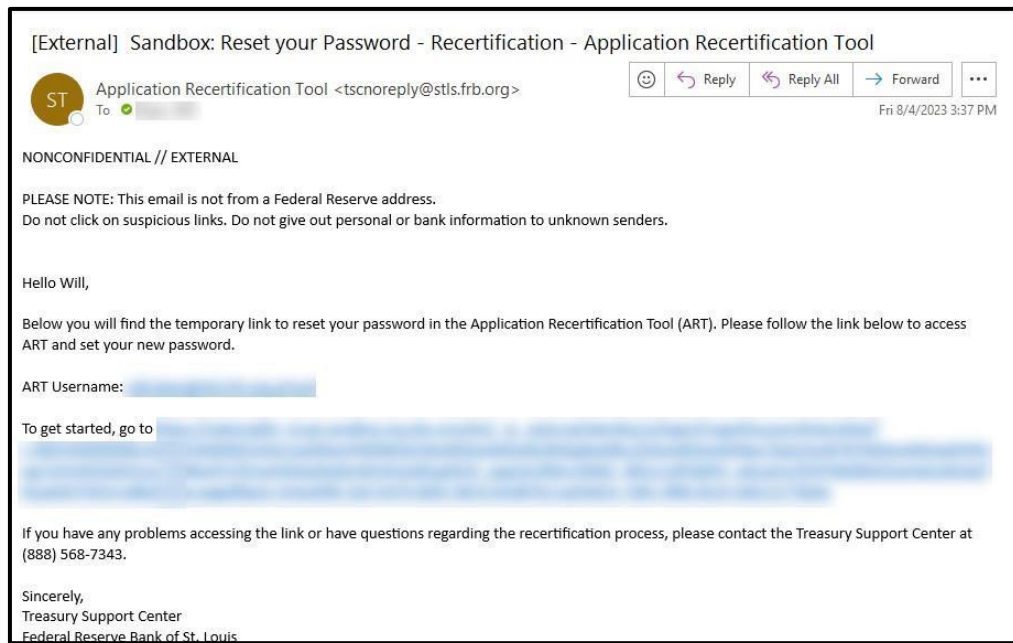 [External] Sandbox: Reset your Password - Recertification - Application Recertification Tool
ST
Application Recertification Tool <tscnoreply@stls.frb.org>
Reply
Reply All
Forward
To
Fri 8/4/2023 3:37 PM
NONCONFIDENTIAL // EXTERNAL
PLEASE NOTE: This email is not from a Federal Reserve address.
Do not click on suspicious links. Do not give out personal or bank information to unknown senders.
Hello Will,
Below you will find the temporary link to reset your password in the Application Recertification Tool (ART). Please follow the link below to access
ART and set your new password.
ART Username:
To get started, go to
If you have any problems accessing the link or have questions regarding the recertification process, please contact the Treasury Support Center at
(888) 568-7343.
Sincerely,
Treasury Support Center
Federal Reserve Bank of St. Louis